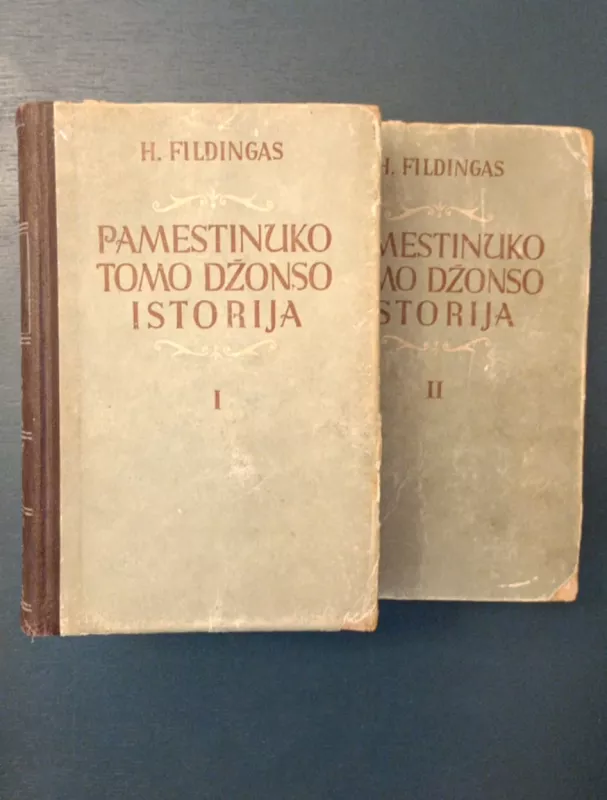 H. FILDINGAS
PAMESTINUKO
TOMO DŽONSO
ISTORIJA
I
H. FILDINGAS
MESTINUKO
MO DŽONSO
STORIJA
II